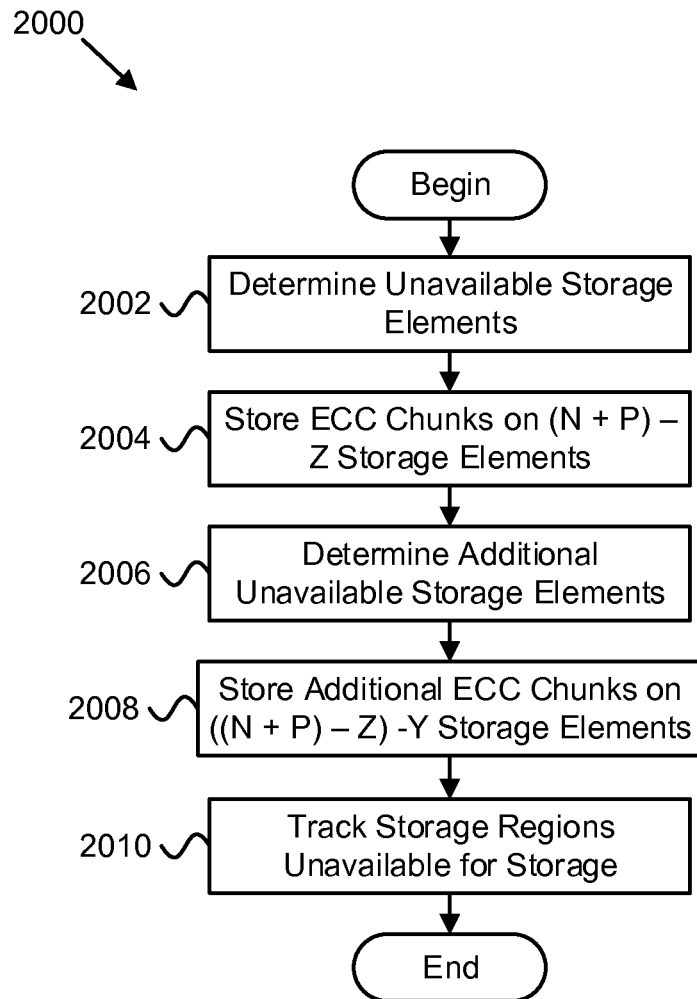 2000
Begin
2002
Determine Unavailable Storage
Elements
2004
Store ECC Chunks on (N + P) –
Z Storage Elements
2006
Determine Additional
Unavailable Storage Elements
2008
Store Additional ECC Chunks on
((N + P) – Z) -Y Storage Elements
2010
Track Storage Regions
Unavailable for Storage
End